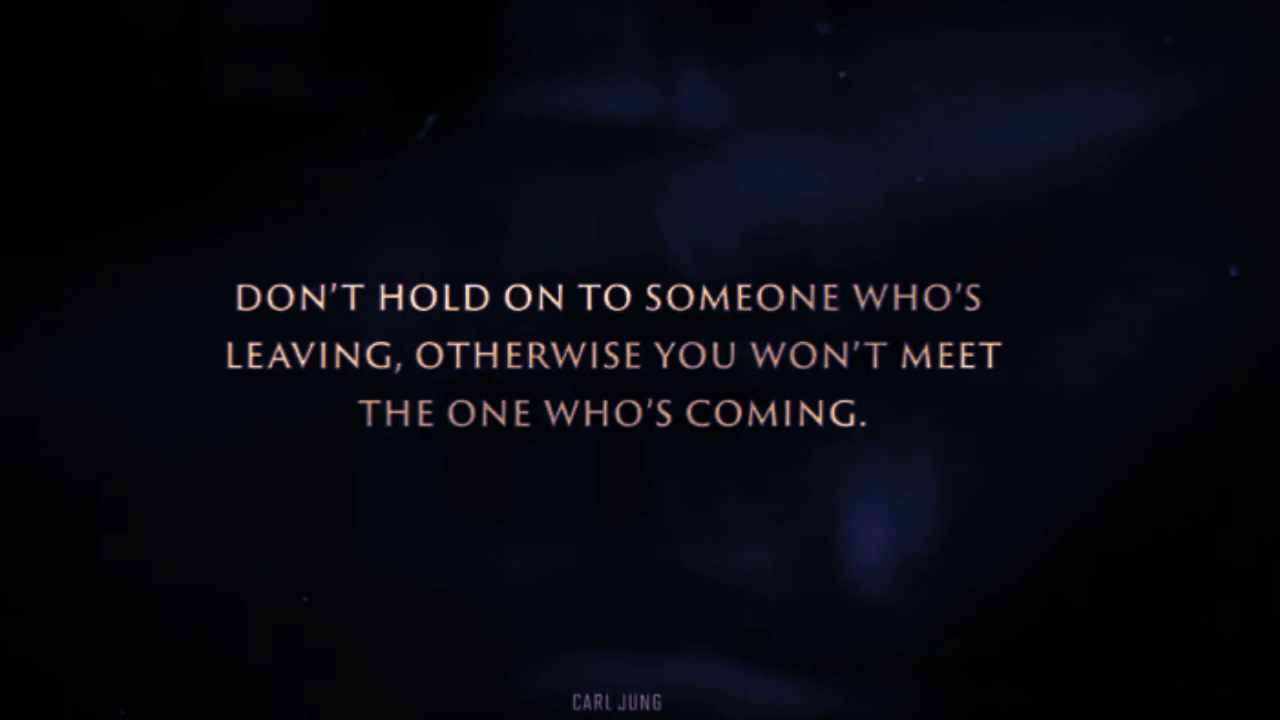 DON'T HOLD ON TO SOMEONE WHO'S
LEAVING, OTHERWISE YOU WON'T MEET
THE ONE WHO'S COMING.
CARL JUNG